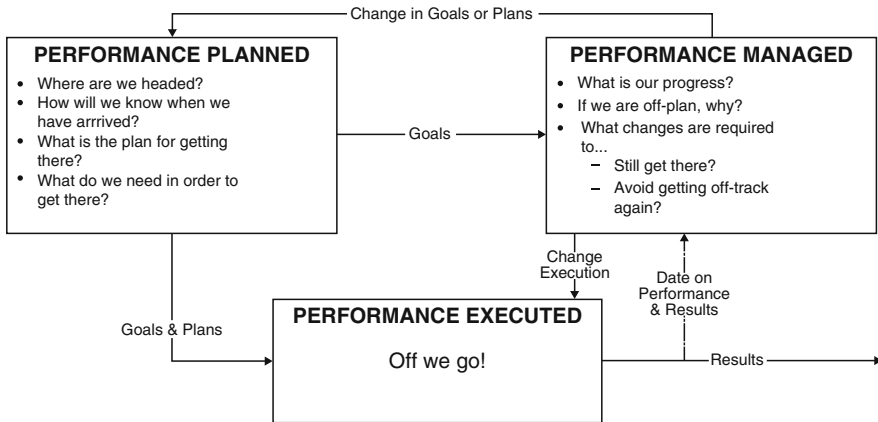 Change in Goals or Plans
PERFORMANCE PLANNED
• Where are we headed?
• How will we know when we
have arrrived?
• What is the plan for getting
there?
• What do we need in order to
get there?
Goals
PERFORMANCE MANAGED
• What is our progress?
• If we are off-plan, why?
• What changes are required
to...
– Still get there?
– Avoid getting off-track
again?
Change
Execution
Date on
Performance
& Results
Goals & Plans
PERFORMANCE EXECUTED
Off we go!
Results